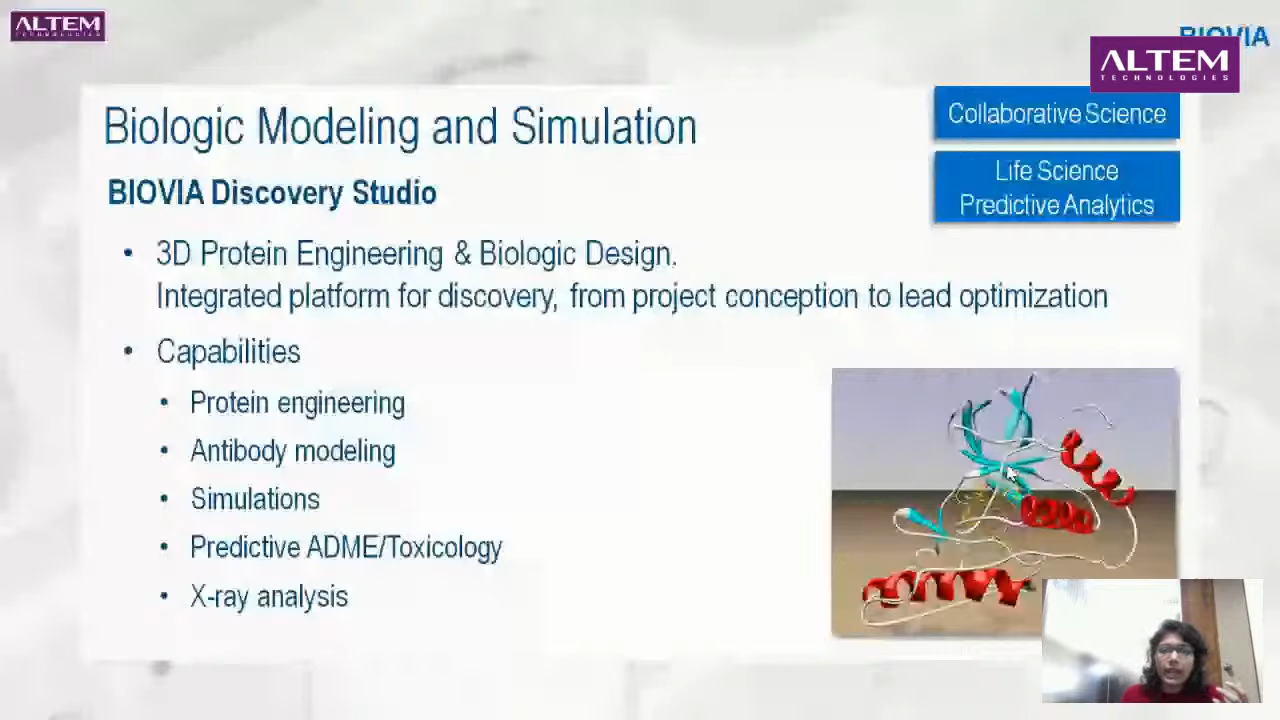 ALTEM
TECHNOLOGIES
BIOVIA
ALTEM
TECHNOLOGIES
Collaborative Science
Biologic Modeling and Simulation
Life Science
Predictive Analytics
BIOVIA Discovery Studio
• 3D Protein Engineering & Biologic Design.
Integrated platform for discovery, from project conception to lead optimization
• Capabilities
• Protein engineering
• Antibody modeling
• Simulations
• Predictive ADME/Toxicology
• X-ray analysis